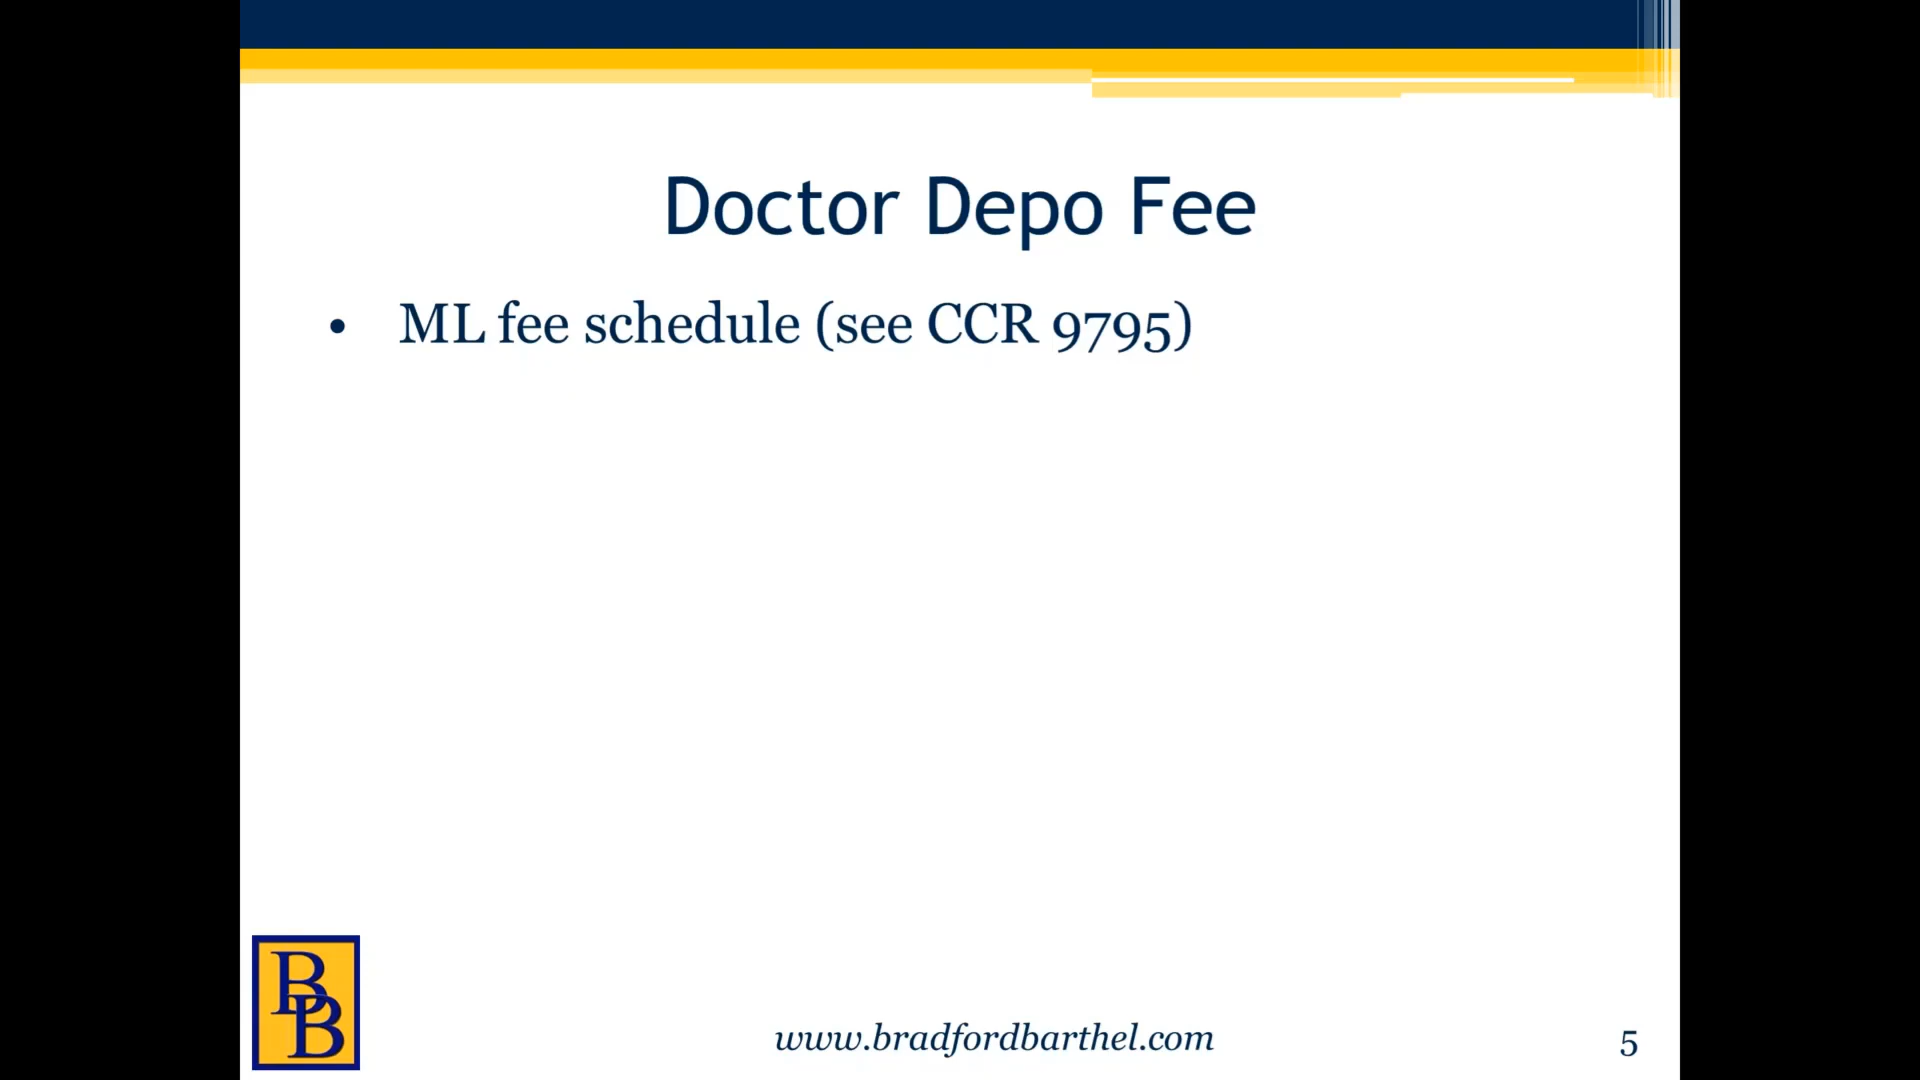 Doctor Depo Fee
• ML fee schedule (see CCR 9795)
BB
www.bradfordbarthel.com
5